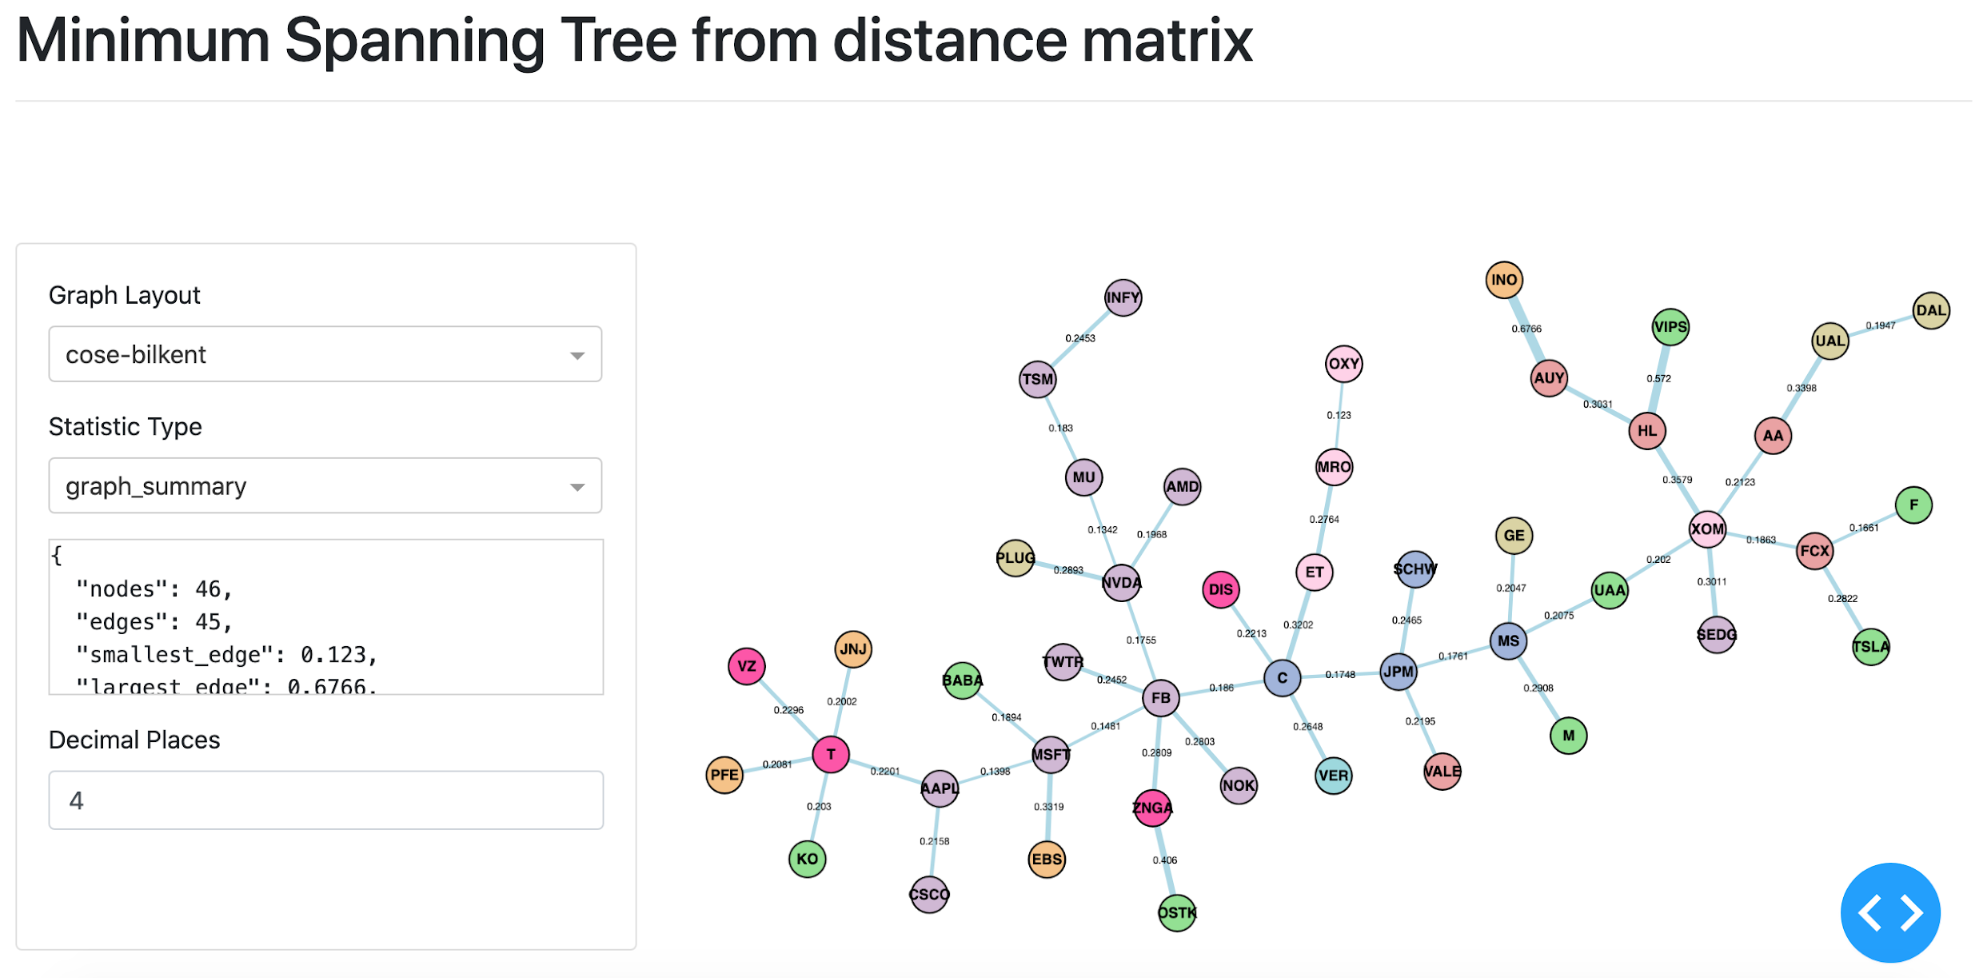 Minimum Spanning Tree from distance matrix
Graph Layout
cose-bilkent
Statistic Type
graph_summary
{
"nodes": 46,
"edges": 45,
"smallest_edge": 0.123,
"largest_edge": 0.6766,
Decimal Places
4
INFY
0.2453
TSM
0.183
MU
0.1342
AMD
0.1968
PLUG
0.2893
NVDA
0.1755
OXY
0.123
MRO
0.2764
ET
0.3202
DIS
0.2213
SCHW
0.2465
TWTR
0.2452
FB
0.186
C
0.1748
JPM
0.1761
MS
0.2648
VER
0.2195
VALE
0.2803
NOK
0.2809
ZNGA
0.406
OSTK
BABA
0.1894
0.1481
MSFT
0.3319
EBS
0.1398
AAPL
0.2158
CSCO
0.2201
T
VZ
0.2296
JNJ
0.2002
PFE
0.2081
0.203
KO
GE
0.2047
0.2075
UAA
0.2908
M
0.202
XOM
0.3011
SEDG
0.1863
FCX
0.1661
F
0.2822
TSLA
0.2123
AA
0.3398
UAL
0.1947
DAL
0.3579
HL
0.572
VIPS
0.3031
AUY
0.6766
INO
< >